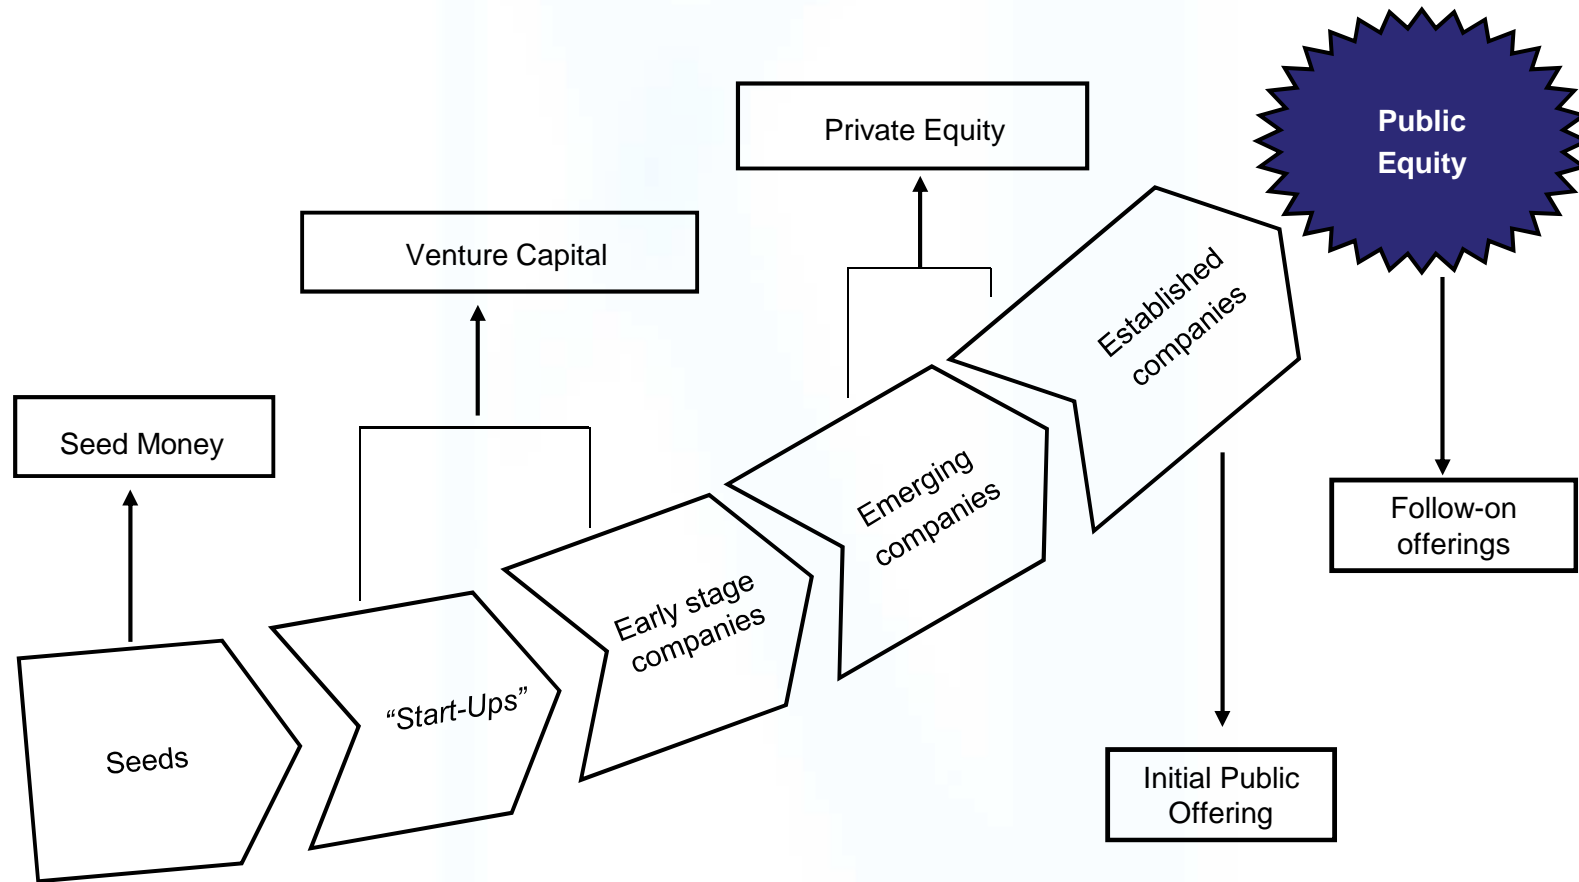 Public
Equity
Private Equity
Venture Capital
Established
companies
Seed Money
Emerging
companies
Follow-on
offerings
Early stage
companies
“Start-Ups”
Seeds
Initial Public
Offering